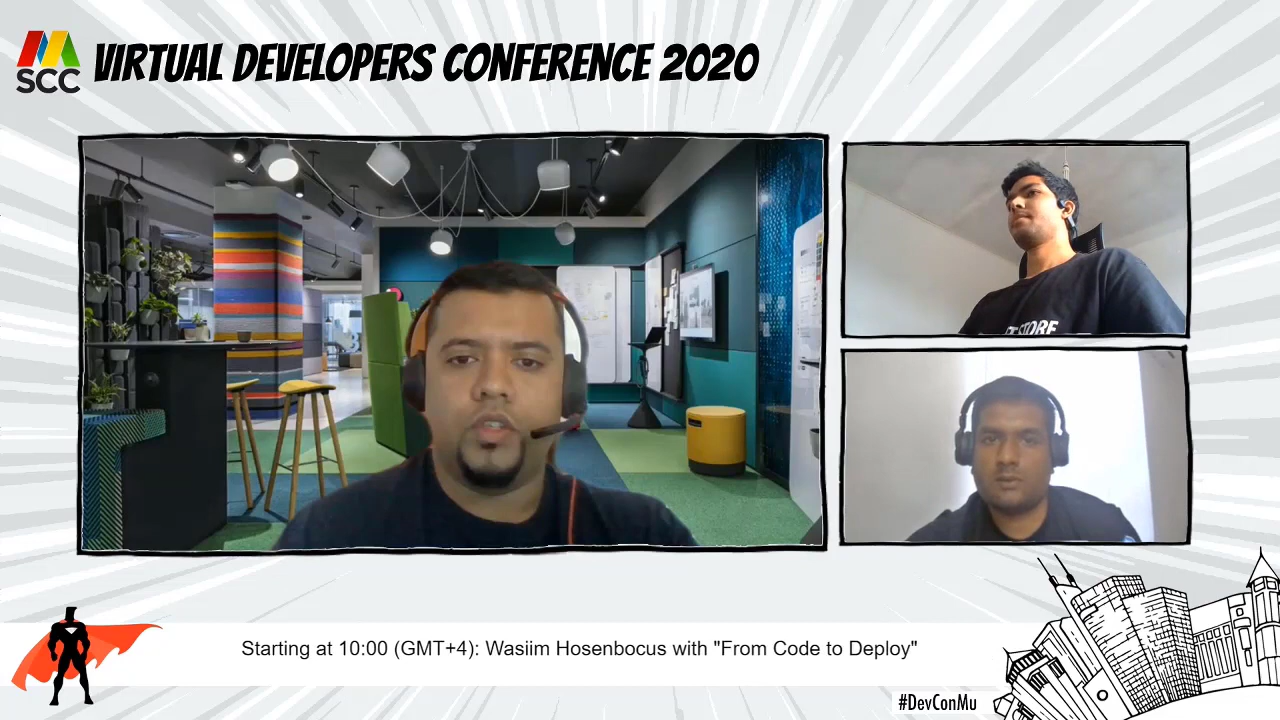 SCC
VIRTUAL DEVELOPERS CONFERENCE 2020
STORE
Starting at 10:00 (GMT+4): Wasiim Hosenbocus with "From Code to Deploy"
#DevConMu